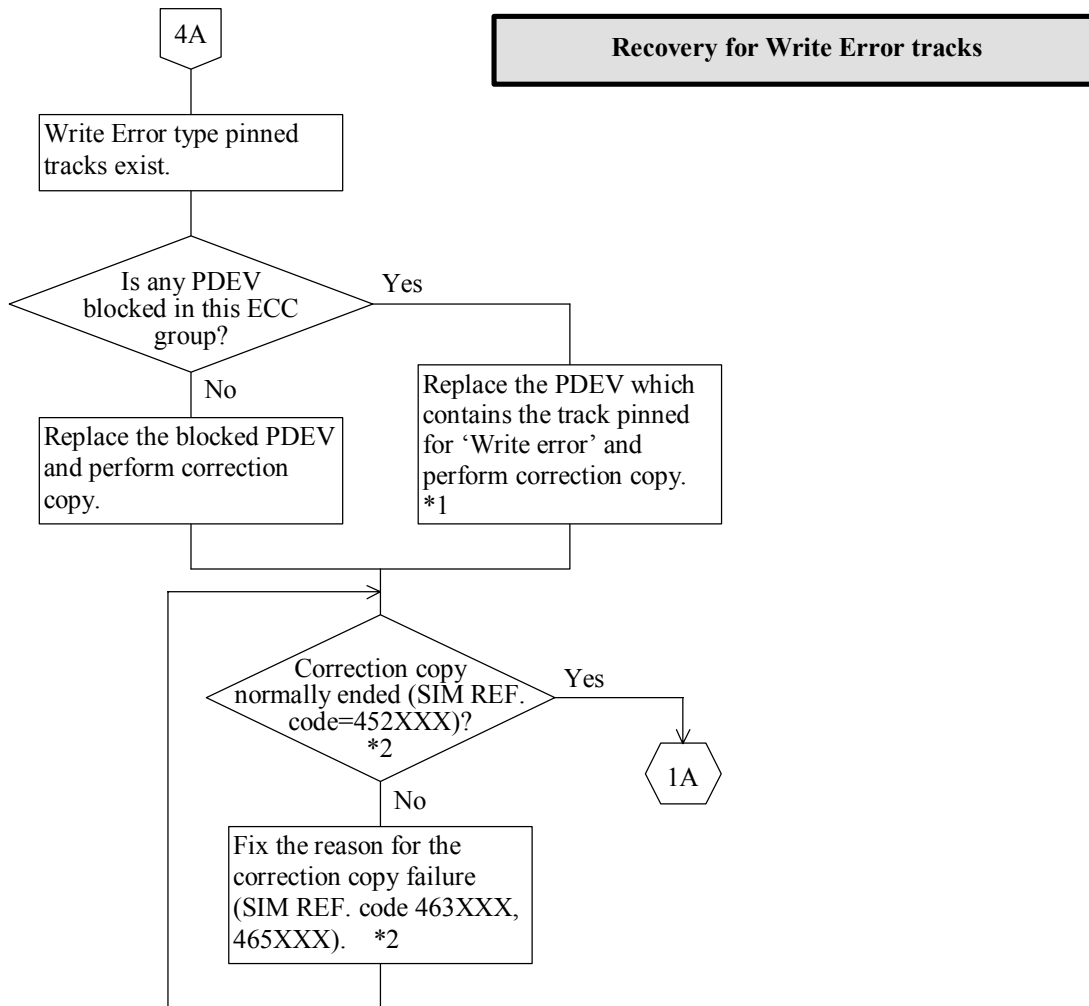 4A
Recovery for Write Error tracks
Write Error type pinned
tracks exist.
Is any PDEV
blocked in this ECC
group?
Yes
No
Replace the blocked PDEV
and perform correction
copy.
Replace the PDEV which
contains the track pinned
for ‘Write error’ and
perform correction copy.
*1
Correction copy
normally ended (SIM REF.
code=452XXX)?
*2
Yes
1A
No
Fix the reason for the
correction copy failure
(SIM REF. code 463XXX,
465XXX). *2